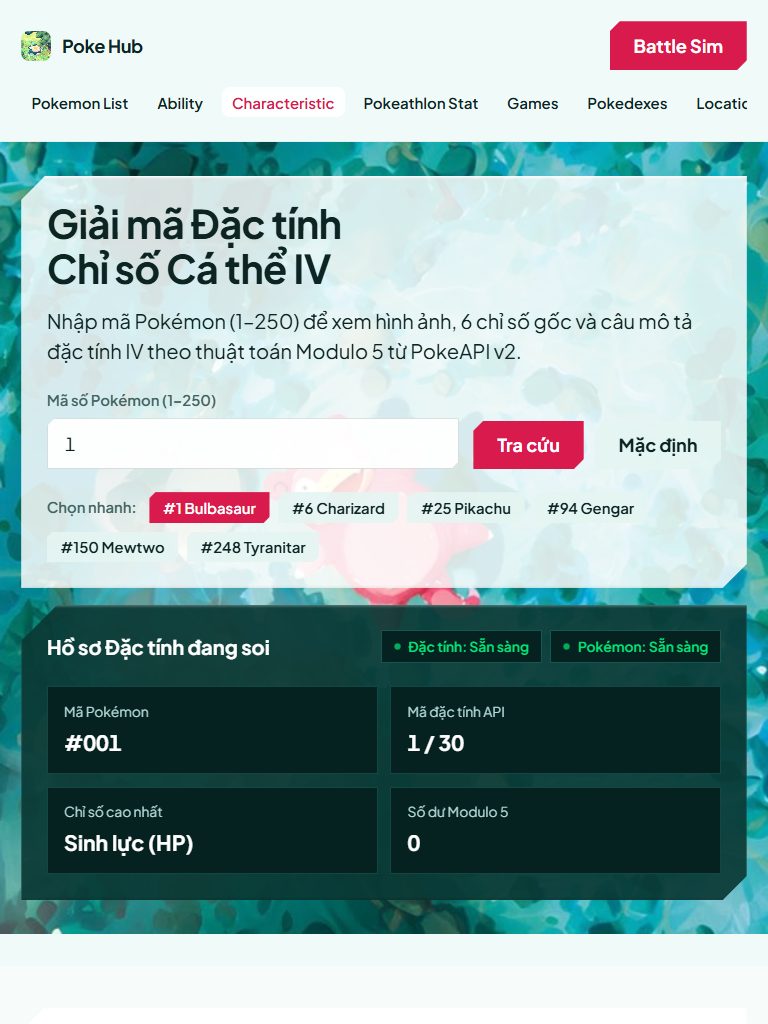 Poke Hub
Battle Sim
Pokemon List
Ability
Characteristic
Pokeathlon Stat
Games
Pokedexes
Locatic
Giải mã Đặc tính
Chỉ số Cá thể IV
Nhập mã Pokémon (1–250) để xem hình ảnh, 6 chỉ số gốc và câu mô tả
đặc tính IV theo thuật toán Modulo 5 từ PokeAPI v2.
Mã số Pokémon (1–250)
1
Tra cứu
Mặc định
Chọn nhanh:
#1 Bulbasaur
#6 Charizard
#25 Pikachu
#94 Gengar
#150 Mewtwo
#248 Tyranitar
Hồ sơ Đặc tính đang soi
Đặc tính: Sẵn sàng
Pokémon: Sẵn sàng
Mã Pokémon
#001
Mã đặc tính API
1 / 30
Chỉ số cao nhất
Sinh lực (HP)
Số dư Modulo 5
0